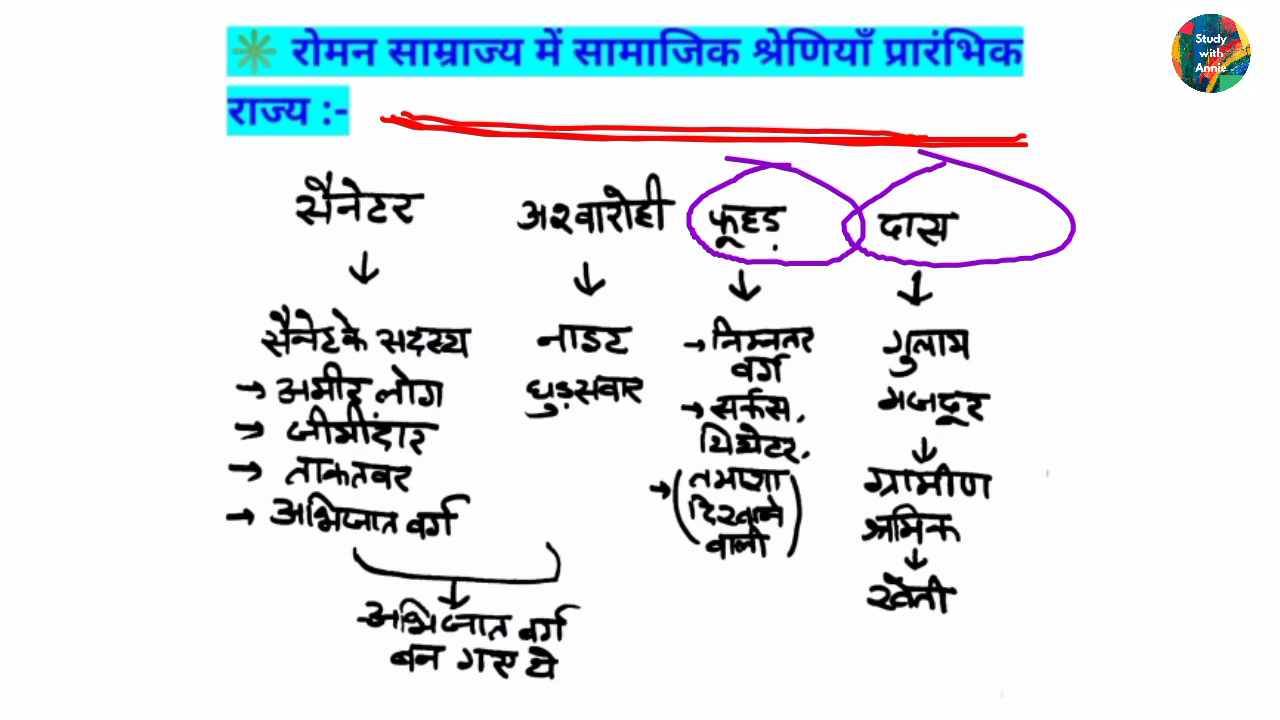 रोमन साम्राज्य में सामाजिक श्रेणियाँ प्रारंभिक
राज्य :-
Study
with
Annie
सैनेटर
↓
सैनेट के सदस्य
→ अमीर लोग
→ जमींदार
→ ताकतवर
→ अभिजात वर्ग
अश्वारोही
↓
नाइट
घुड़सवार
↓
अभिजात वर्ग
बन गए थे
फूहड़
↓
→ निम्नतर
वर्ग
→ सर्कस,
थिऐटर,
→ (तमाशा
दिखाने
वाले)
दास
↓
गुलाम
मजदूर
↓
ग्रामीण
श्रमिक
↓
खेती